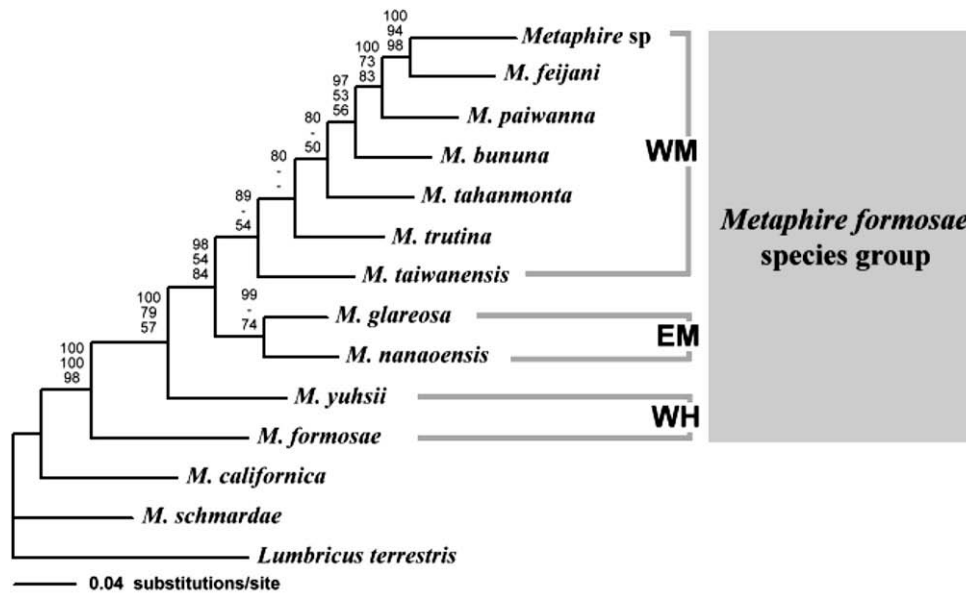 100
94
98
Metaphire sp
100
73
83
M. feijani
97
53
56
M. paiwanna
WM
80
-
50
M. bununa
80
-
-
M. tahanmonta
89
-
54
M. trutina
Metaphire formosae
species group
98
54
84
M. taiwanensis
99
-
74
M. glareosa
EM
100
79
57
M. nanaoensis
100
100
98
M. yuhsii
WH
M. formosae
M. californica
M. schmardae
Lumbricus terrestris
0.04 substitutions/site